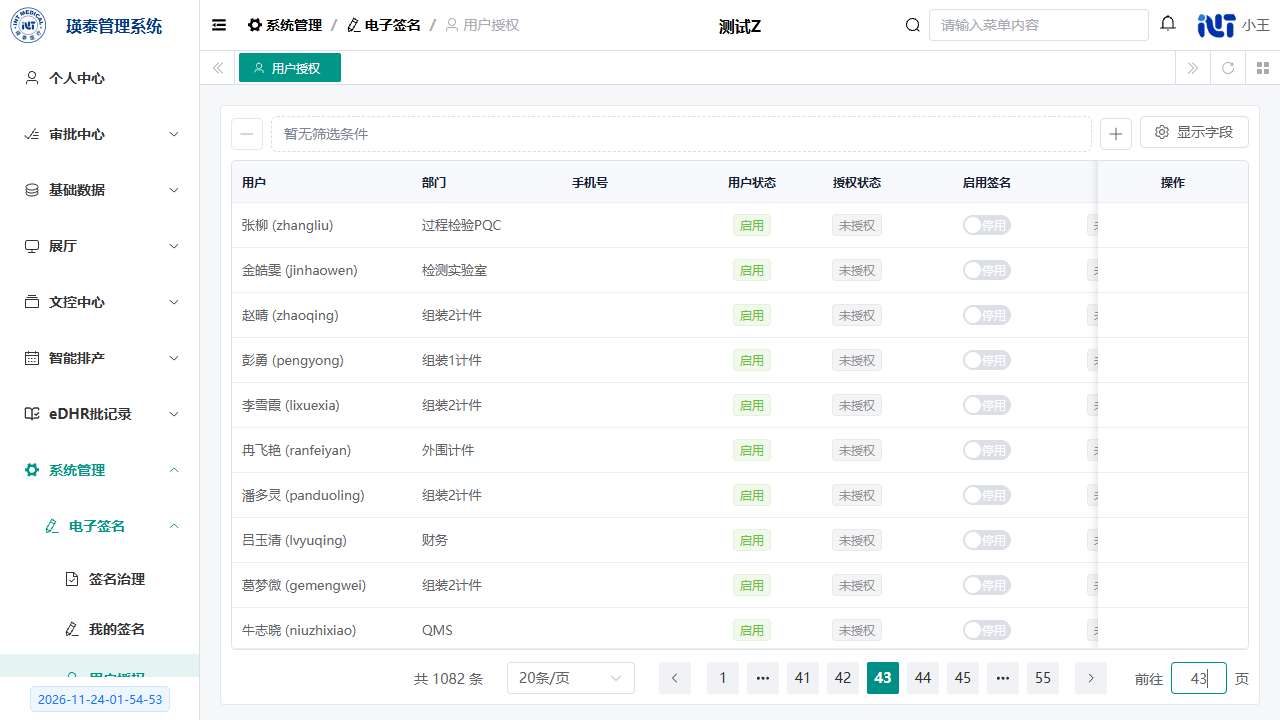 瑛泰管理系统
系统管理 / 电子签名 / 用户授权
测试Z
请输入菜单内容
小王
个人中心
审批中心
基础数据
展厅
文控中心
智能排产
eDHR批记录
系统管理
电子签名
签名治理
我的签名
用户授权
2026-11-24-01-54-53
用户授权
暂无筛选条件
显示字段
用户 部门 手机号 用户状态 授权状态 启用签名 操作
张柳 (zhangliu) 过程检验PQC 启用 未授权 停用
金皓雯 (jinhaowen) 检测实验室 启用 未授权 停用
赵晴 (zhaoqing) 组装2计件 启用 未授权 停用
彭勇 (pengyong) 组装1计件 启用 未授权 停用
李雪霞 (lixuexia) 组装2计件 启用 未授权 停用
冉飞艳 (ranfeiyan) 外围计件 启用 未授权 停用
潘多灵 (panduoling) 组装2计件 启用 未授权 停用
吕玉清 (lvyuqing) 财务 启用 未授权 停用
葛梦微 (gemengwei) 组装2计件 启用 未授权 停用
牛志晓 (niuzhixiao) QMS 启用 未授权 停用
共 1082 条 20条/页 1 ••• 41 42 43 44 45 ••• 55 前往 43 页